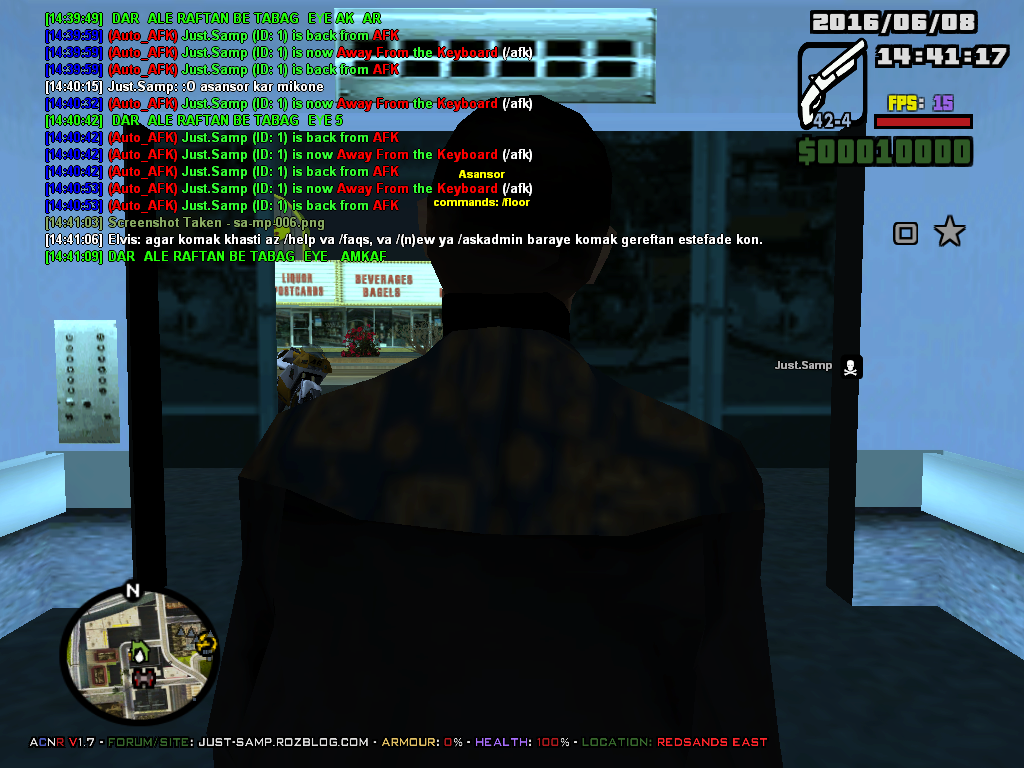 [14:39:49] DAR ALE RAFTAN BE TABAG E E AK AR
[14:39:59] (Auto_AFK) Just.Samp (ID: 1) is back from AFK
[14:39:59] (Auto_AFK) Just.Samp (ID: 1) is now Away From the Keyboard (/afk)
[14:39:59] (Auto_AFK) Just.Samp (ID: 1) is back from AFK
[14:40:15] Just.Samp: :O asansor kar mikone
[14:40:32] (Auto_AFK) Just.Samp (ID: 1) is now Away From the Keyboard (/afk)
[14:40:42] DAR ALE RAFTAN BE TABAG E E 5
[14:40:42] (Auto_AFK) Just.Samp (ID: 1) is back from AFK
[14:40:42] (Auto_AFK) Just.Samp (ID: 1) is now Away From the Keyboard (/afk)
[14:40:42] (Auto_AFK) Just.Samp (ID: 1) is back from AFK
[14:40:53] (Auto_AFK) Just.Samp (ID: 1) is now Away From the Keyboard (/afk)
[14:40:53] (Auto_AFK) Just.Samp (ID: 1) is back from AFK
[14:41:03] Screenshot Taken - sa-mp-006.png
[14:41:06] Elvis: agar komak khasti az /help va /faqs, va /(n)ew ya /askadmin baraye komak gereftan estefade kon.
[14:41:09] DAR ALE RAFTAN BE TABAG EYE AMKAF
2016/06/08
14:41:17
FPS: 15
42-4
$00010000
Asansor
commands: /floor
LIQUOR
POSTCARDS
BEVERAGES
BAGELS
Just.Samp
N
ACNR V1.7 - FORUM/SITE: JUST-SAMP.ROZBLOG.COM - ARMOUR: 0% - HEALTH: 100% - LOCATION: REDSANDS EAST